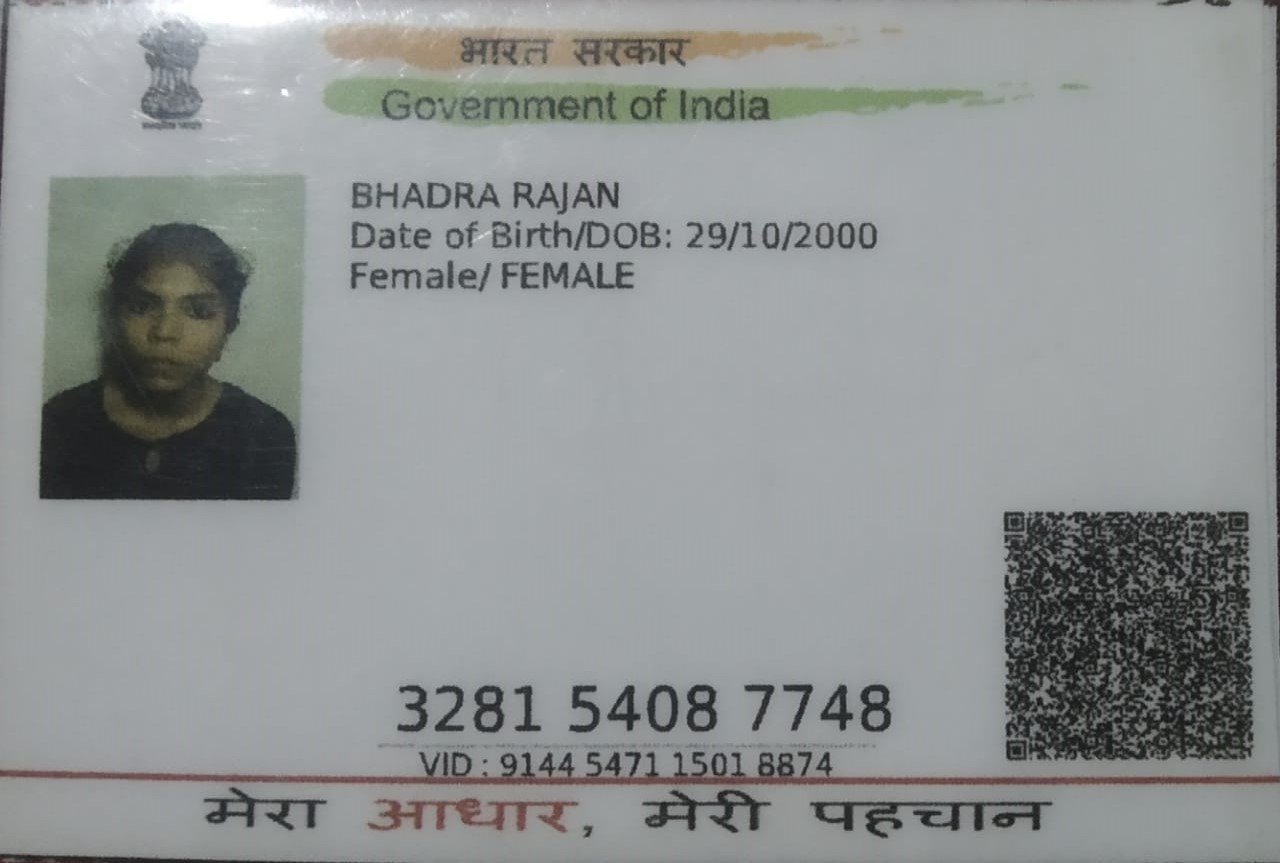 भारत सरकार
Government of India
BHADRA RAJAN
Date of Birth/DOB: 29/10/2000
Female/ FEMALE
3281 5408 7748
VID : 9144 5471 1501 8874
मेरा आधार, मेरी पहचान